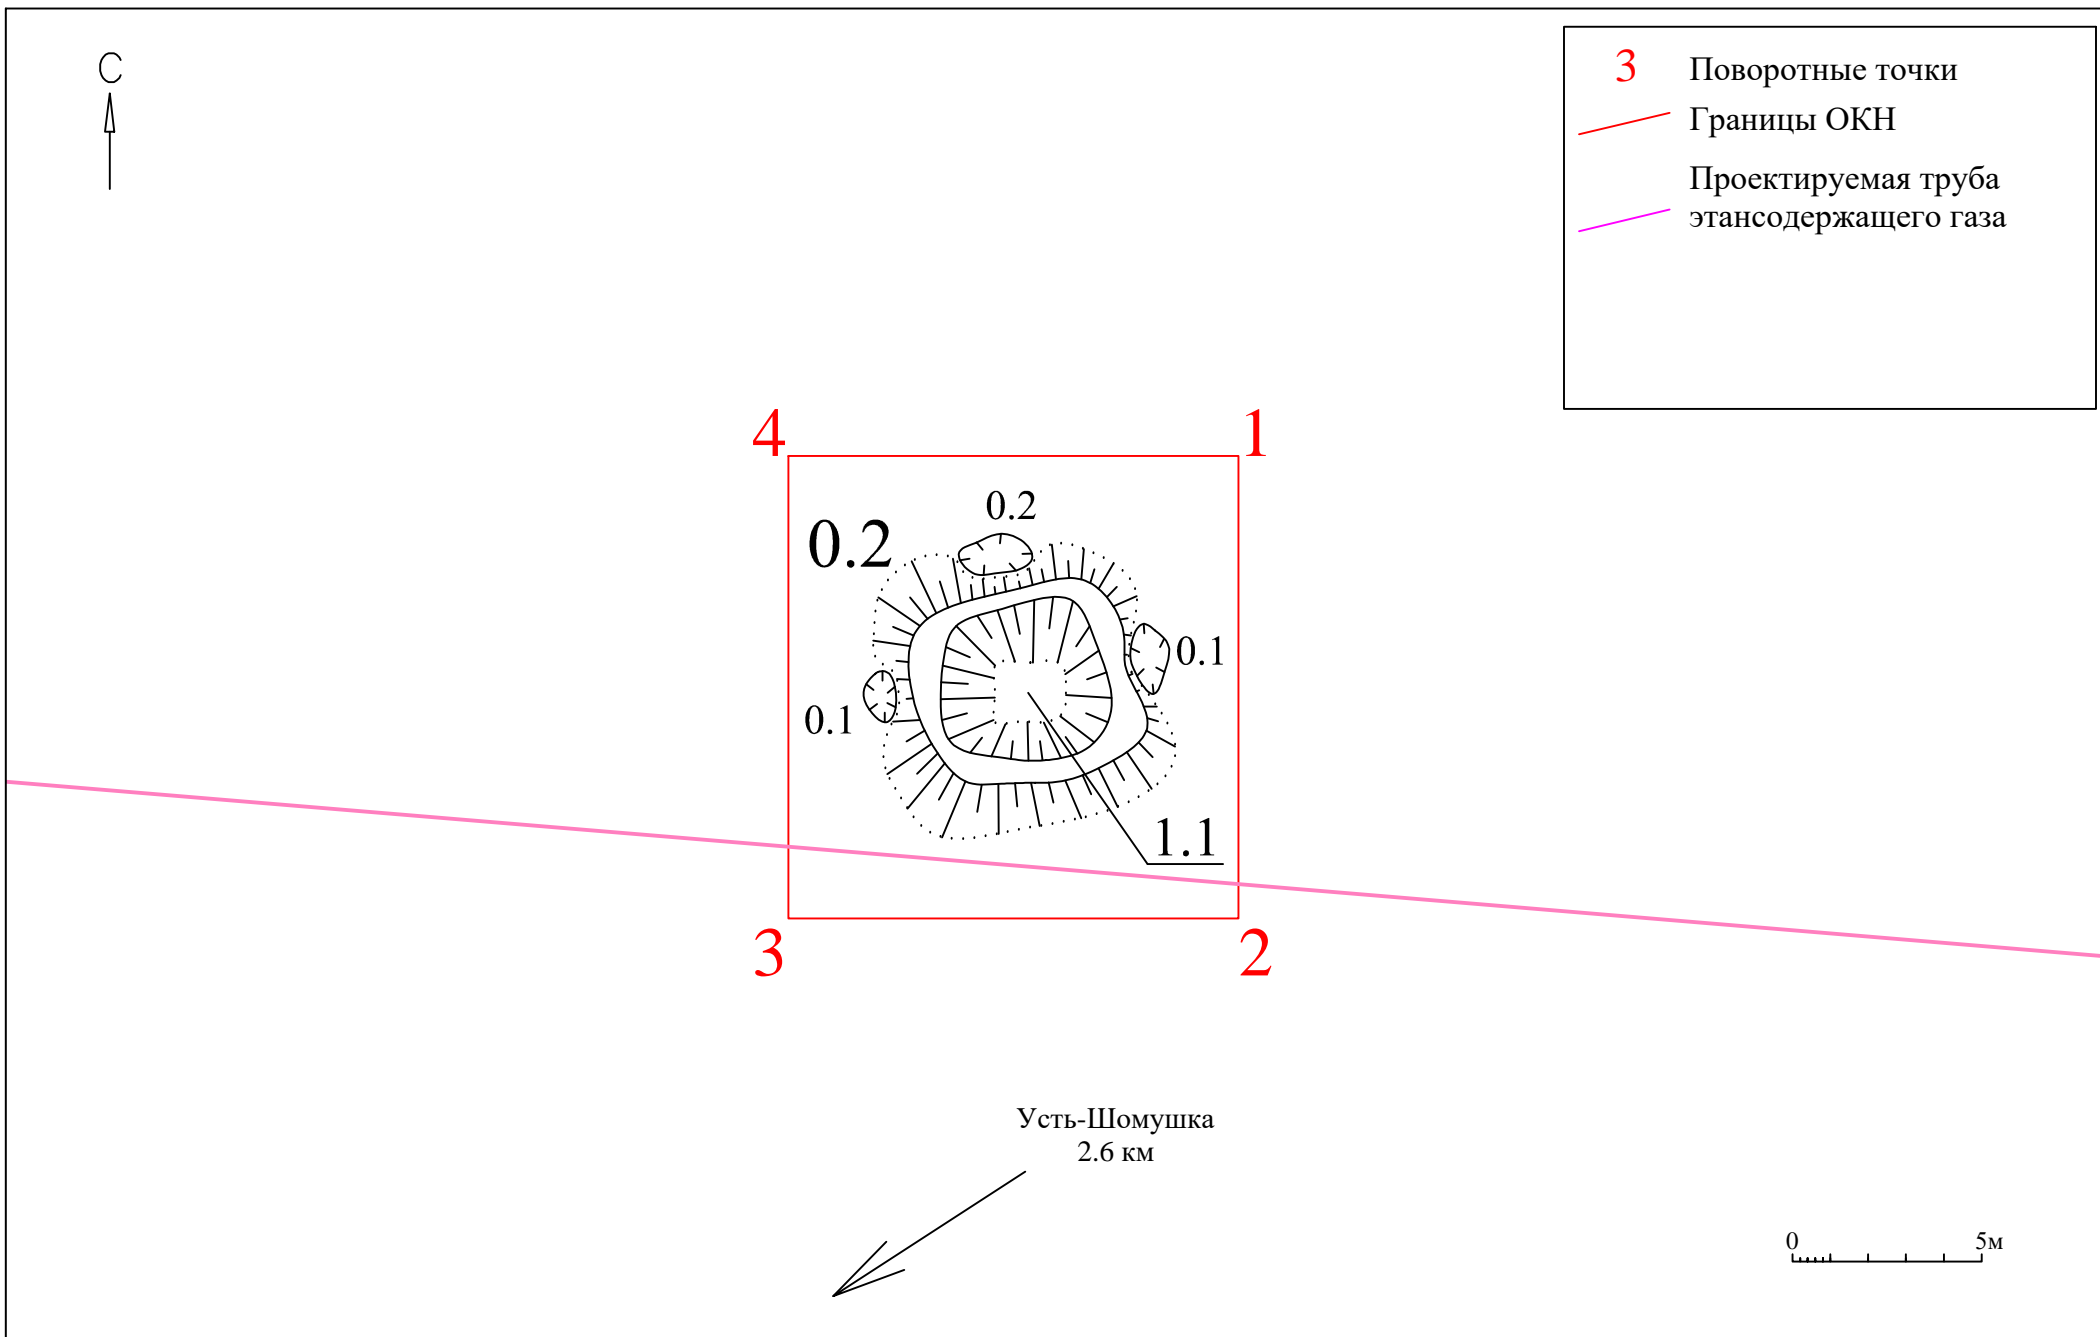 С
3 Поворотные точки
Границы ОКН
Проектируемая труба
этансодержащего газа
4
1
0.2
0.2
0.1
0.1
1.1
3
2
Усть-Шомушка
2.6 км
0 5м